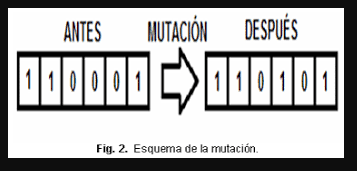 ANTES MUTACIÓN DESPUÉS
1 1 0 0 0 1 1 1 0 1 0 1
Fig. 2. Esquema de la mutación.